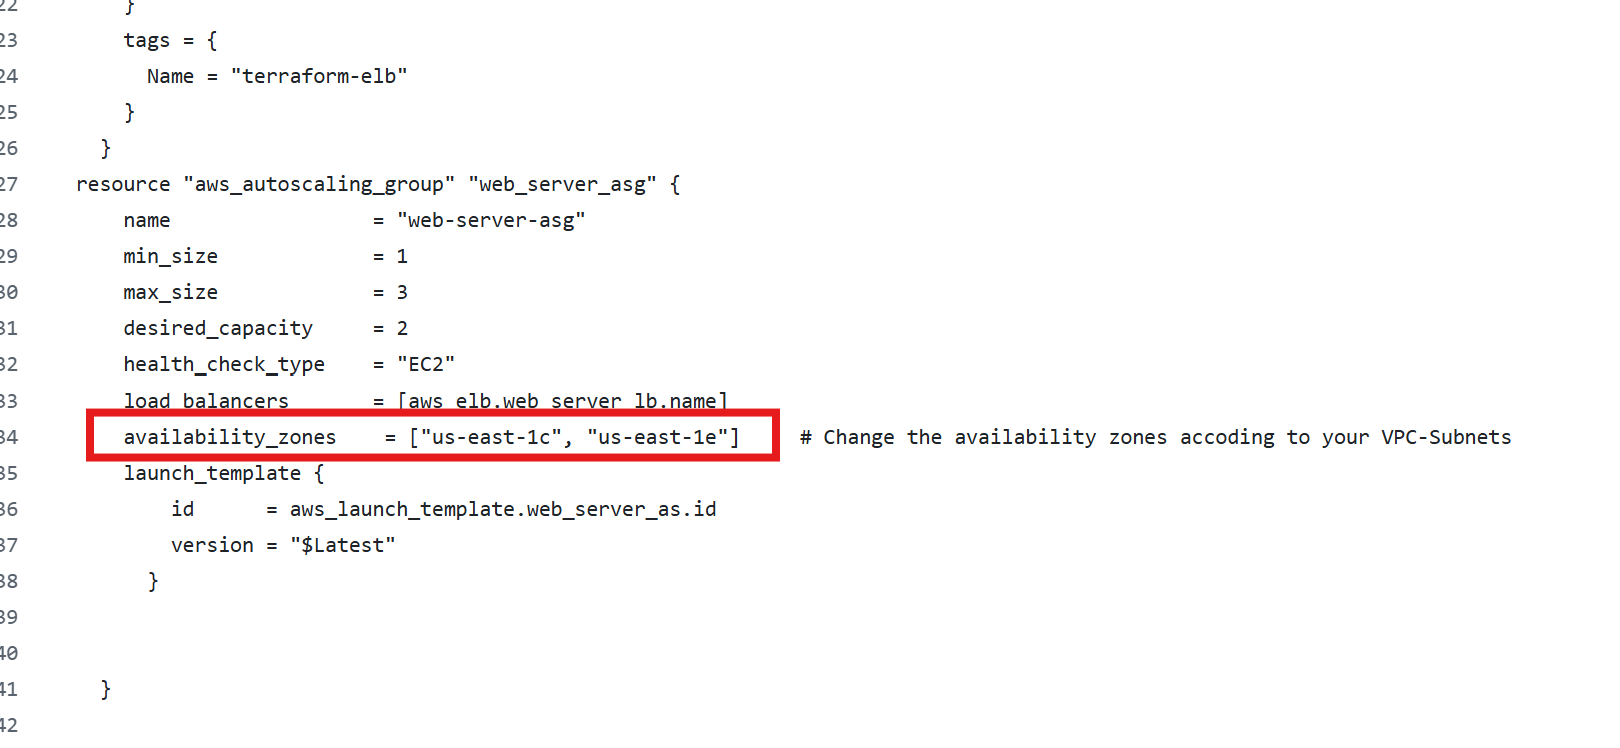 22 }
23 tags = {
24 Name = "terraform-elb"
25 }
26 }
27 resource "aws_autoscaling_group" "web_server_asg" {
28 name = "web-server-asg"
29 min_size = 1
30 max_size = 3
31 desired_capacity = 2
32 health_check_type = "EC2"
33 load_balancers = [aws_elb.web_server_lb.name]
34 availability_zones = ["us-east-1c", "us-east-1e"] # Change the availability zones accoding to your VPC-Subnets
35 launch_template {
36 id = aws_launch_template.web_server_as.id
37 version = "$Latest"
38 }
39
40
41 }
42